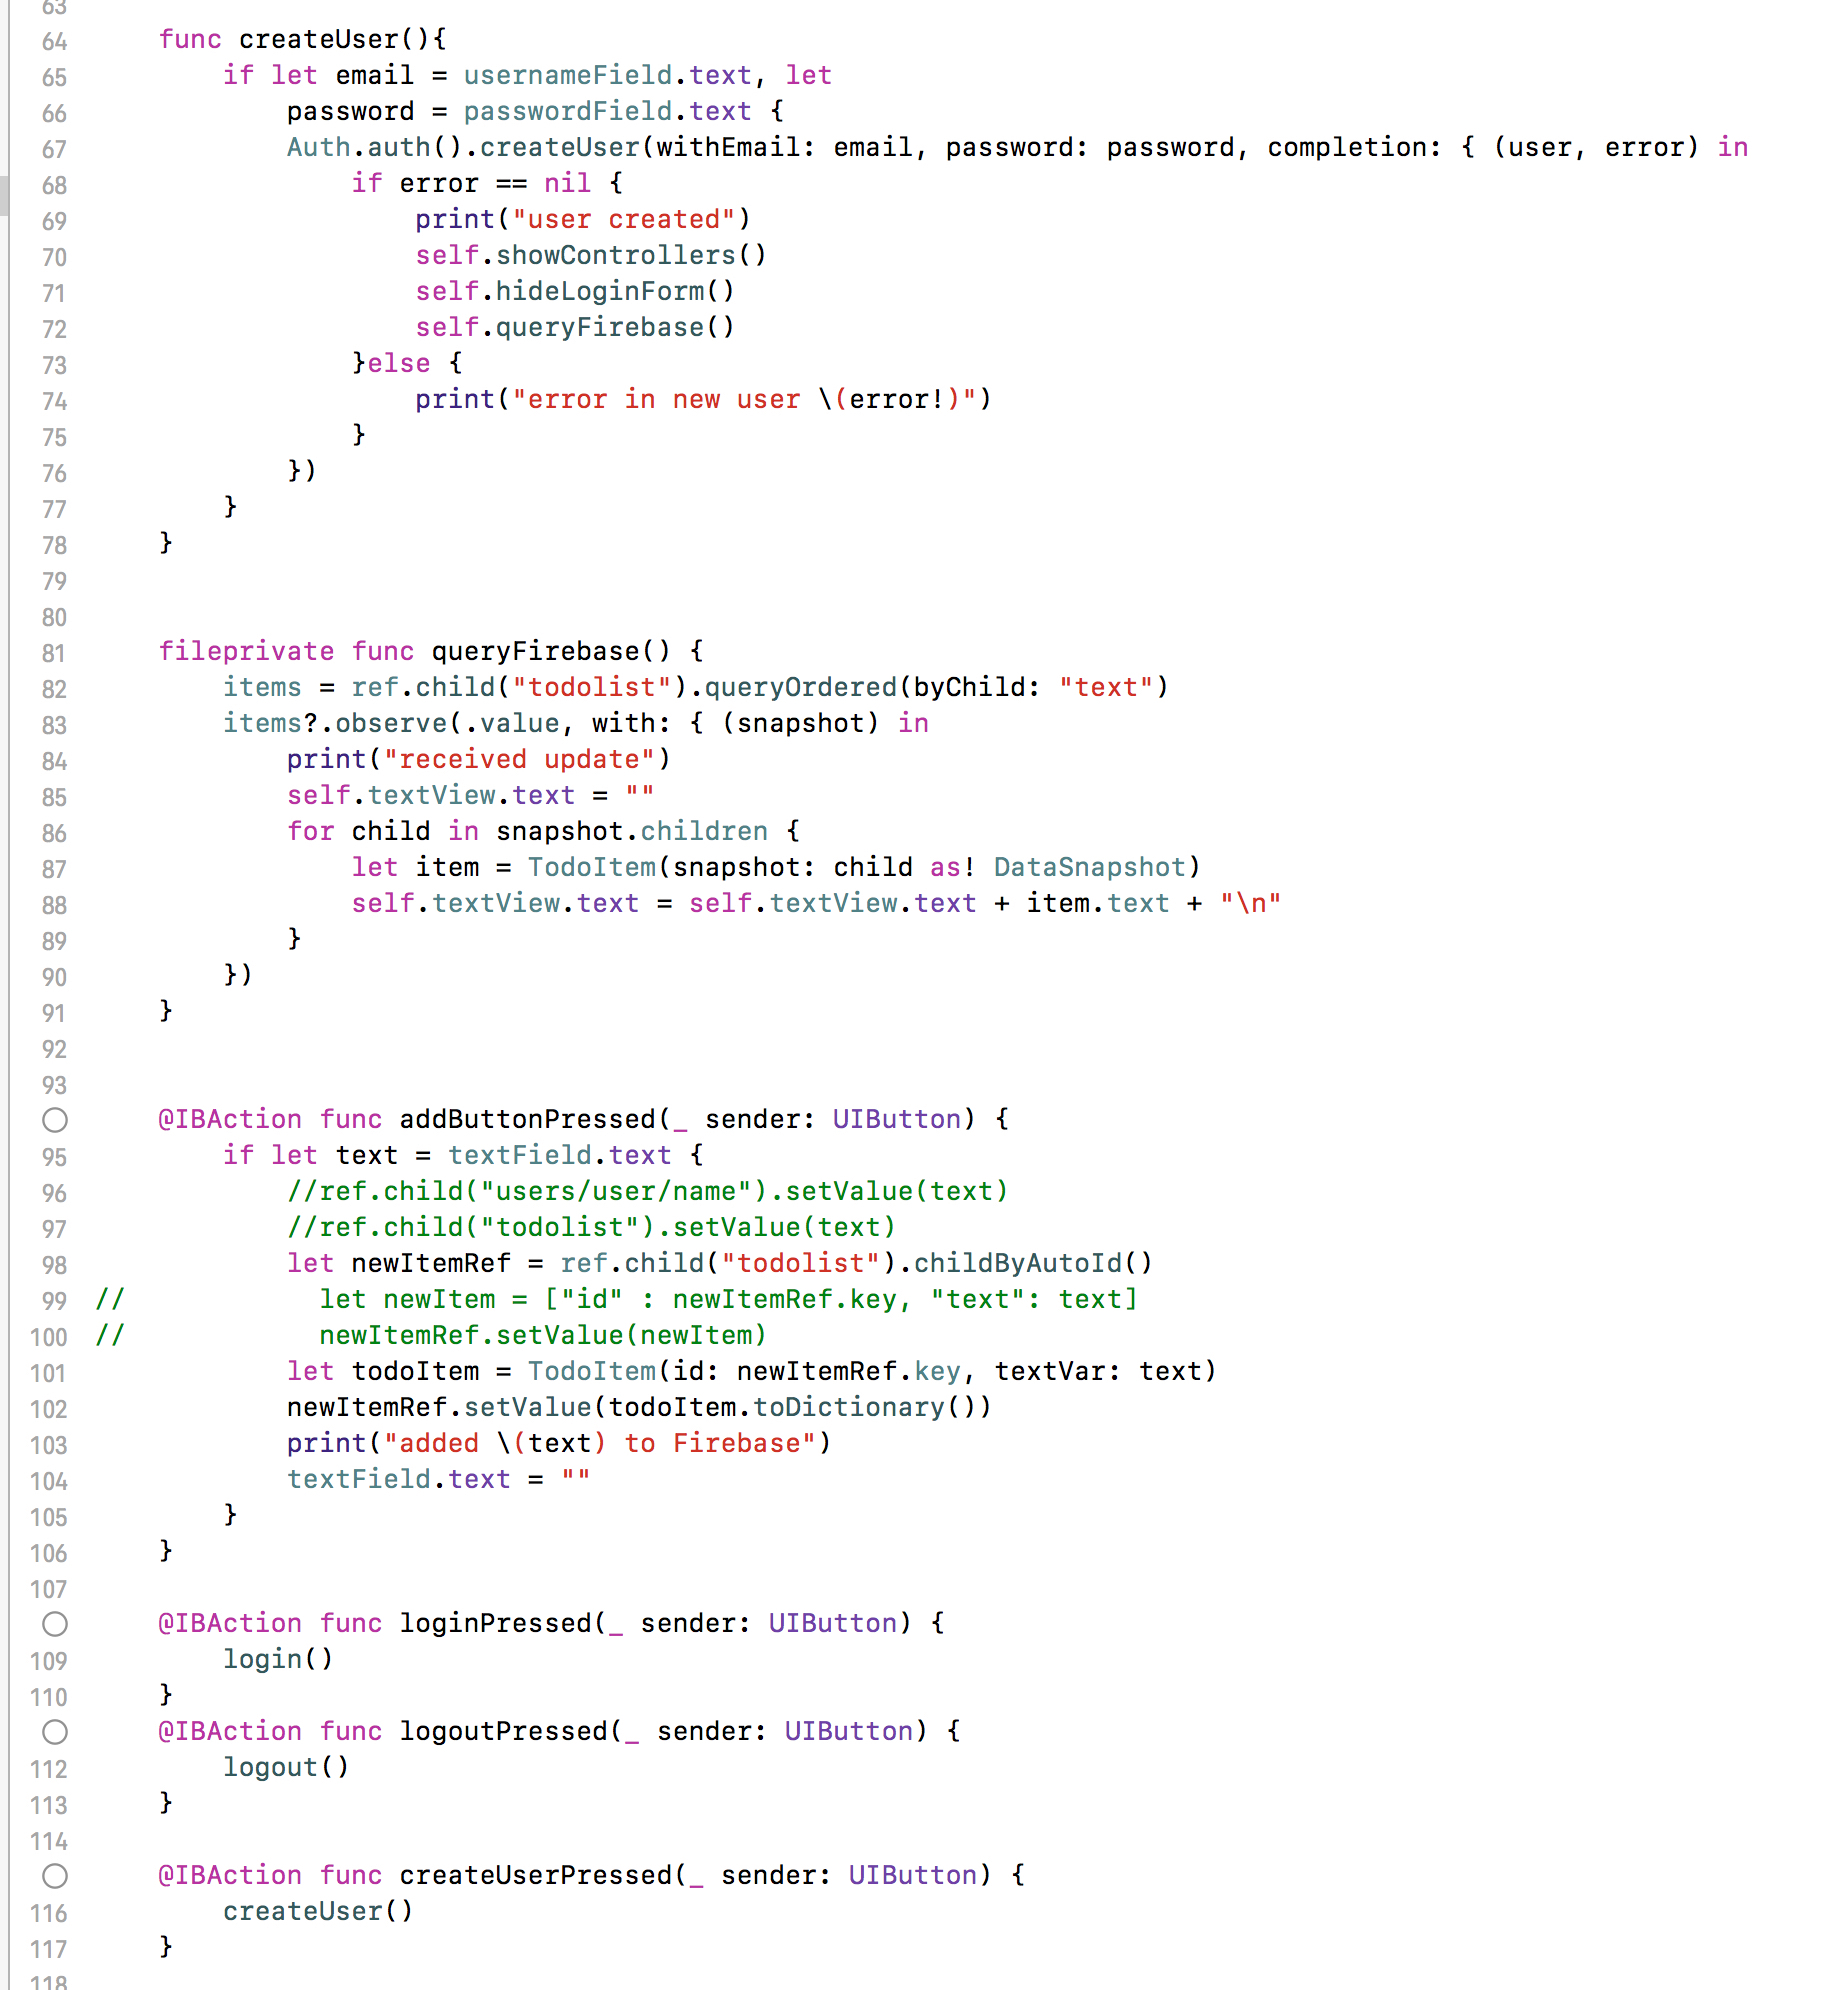 63
64 func createUser(){
65 if let email = usernameField.text, let
66 password = passwordField.text {
67 Auth.auth().createUser(withEmail: email, password: password, completion: { (user, error) in
68 if error == nil {
69 print("user created")
70 self.showControllers()
71 self.hideLoginForm()
72 self.queryFirebase()
73 }else {
74 print("error in new user \(error!)")
75 }
76 })
77 }
78 }
79
80
81 fileprivate func queryFirebase() {
82 items = ref.child("todolist").queryOrdered(byChild: "text")
83 items?.observe(.value, with: { (snapshot) in
84 print("received update")
85 self.textView.text = ""
86 for child in snapshot.children {
87 let item = TodoItem(snapshot: child as! DataSnapshot)
88 self.textView.text = self.textView.text + item.text + "\n"
89 }
90 })
91 }
92
93
@IBAction func addButtonPressed(_ sender: UIButton) {
95 if let text = textField.text {
96 //ref.child("users/user/name").setValue(text)
97 //ref.child("todolist").setValue(text)
98 let newItemRef = ref.child("todolist").childByAutoId()
99 // let newItem = ["id" : newItemRef.key, "text": text]
100 // newItemRef.setValue(newItem)
101 let todoItem = TodoItem(id: newItemRef.key, textVar: text)
102 newItemRef.setValue(todoItem.toDictionary())
103 print("added \(text) to Firebase")
104 textField.text = ""
105 }
106 }
107
@IBAction func loginPressed(_ sender: UIButton) {
109 login()
110 }
@IBAction func logoutPressed(_ sender: UIButton) {
112 logout()
113 }
114
@IBAction func createUserPressed(_ sender: UIButton) {
116 createUser()
117 }
118